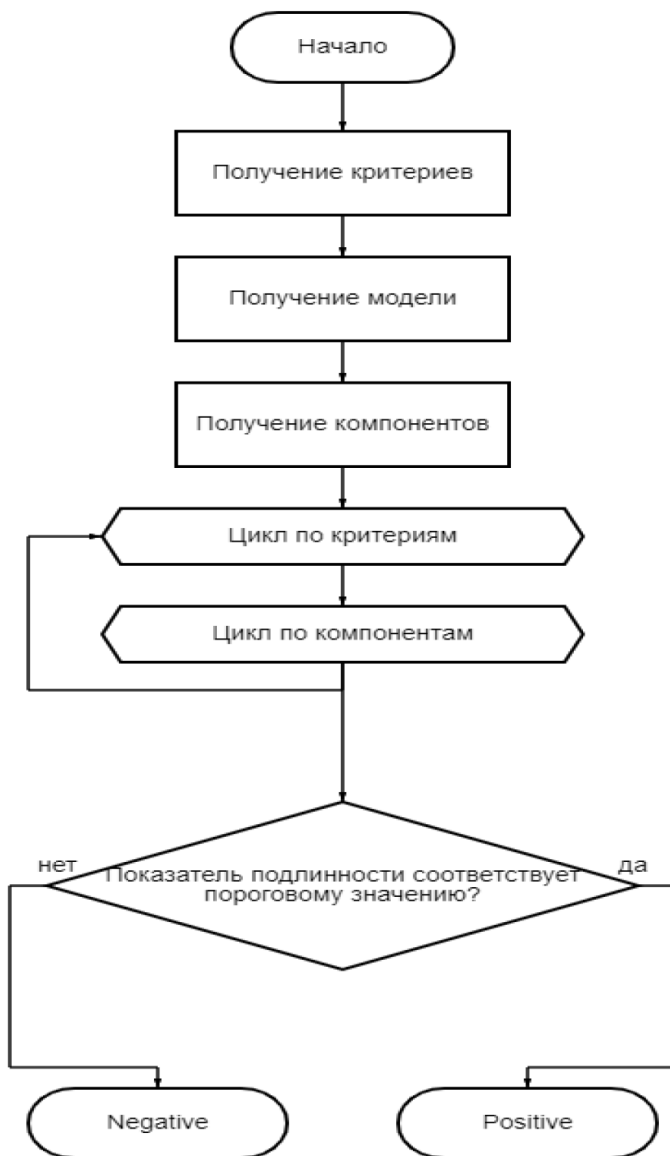 Начало
Получение критериев
Получение модели
Получение компонентов
Цикл по критериям
Цикл по компонентам
нет
да
Показатель подлинности соответствует
пороговому значению?
Negative
Positive